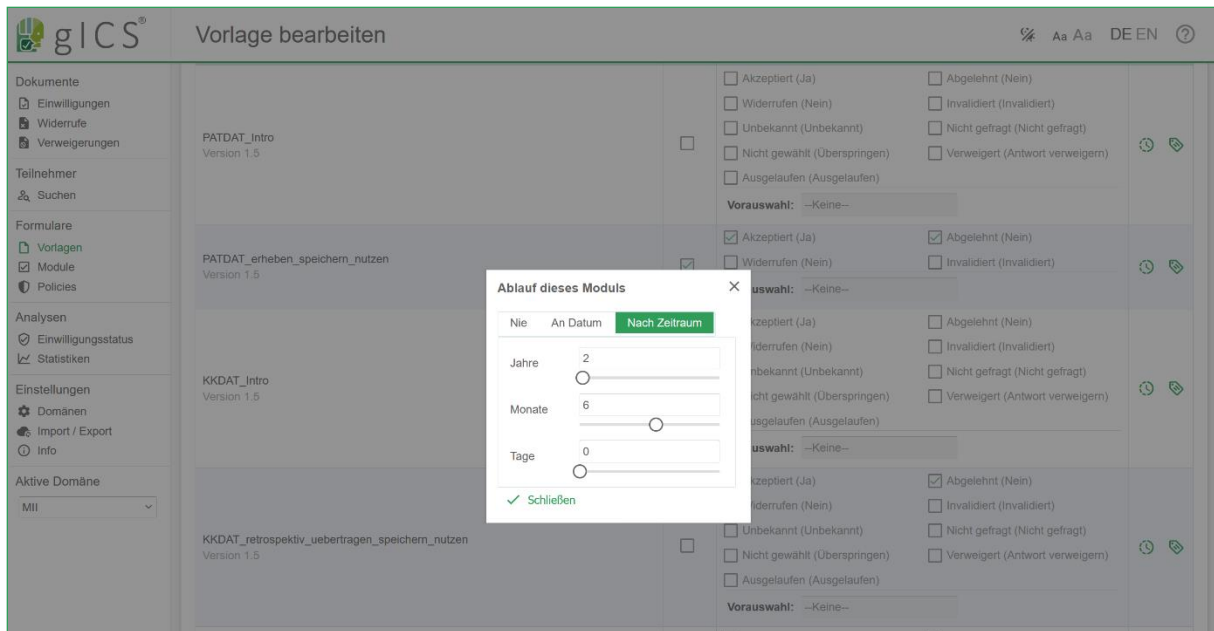 gICS®
Vorlage bearbeiten
Aa Aa DE EN
Dokumente
Einwilligungen
Widerrufe
Verweigerungen
Teilnehmer
Suchen
Formulare
Vorlagen
Module
Policies
Analysen
Einwilligungsstatus
Statistiken
Einstellungen
Domänen
Import / Export
Info
Aktive Domäne
MII
PATDAT_Intro
Version 1.5
Akzeptiert (Ja) Abgelehnt (Nein)
Widerrufen (Nein) Invalidiert (Invalidiert)
Unbekannt (Unbekannt) Nicht gefragt (Nicht gefragt)
Nicht gewählt (Überspringen) Verweigert (Antwort verweigern)
Ausgelaufen (Ausgelaufen)
Vorauswahl: --Keine--
PATDAT_erheben_speichern_nutzen
Version 1.5
Akzeptiert (Ja) Abgelehnt (Nein)
Widerrufen (Nein) Invalidiert (Invalidiert)
uswahl: --Keine--
Ablauf dieses Moduls
Nie An Datum Nach Zeitraum
Jahre 2
Monate 6
Tage 0
Schließen
KKDAT_Intro
Version 1.5
kzeptiert (Ja) Abgelehnt (Nein)
iderrufen (Nein) Invalidiert (Invalidiert)
nbekannt (Unbekannt) Nicht gefragt (Nicht gefragt)
icht gewählt (Überspringen) Verweigert (Antwort verweigern)
usgelaufen (Ausgelaufen)
uswahl: --Keine--
KKDAT_retrospektiv_uebertragen_speichern_nutzen
Version 1.5
kzeptiert (Ja) Abgelehnt (Nein)
iderrufen (Nein) Invalidiert (Invalidiert)
Unbekannt (Unbekannt) Nicht gefragt (Nicht gefragt)
Nicht gewählt (Überspringen) Verweigert (Antwort verweigern)
Ausgelaufen (Ausgelaufen)
Vorauswahl: --Keine--